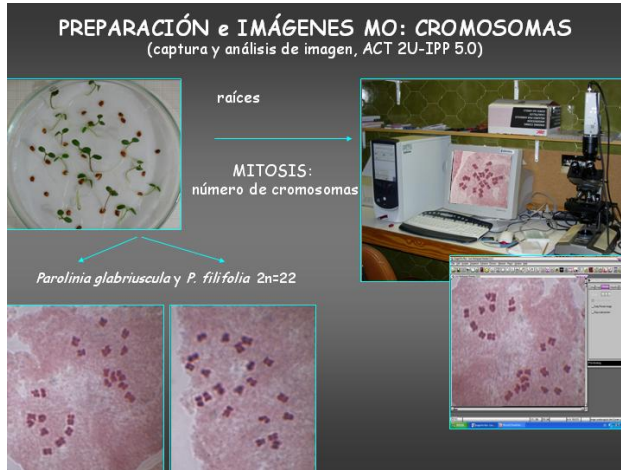 PREPARACIÓN e IMÁGENES MO: CROMOSOMAS
(captura y análisis de imagen, ACT 2U-IPP 5.0)
raíces
MITOSIS:
número de cromosomas
Parolinia glabriuscula y P. filifolia 2n=22